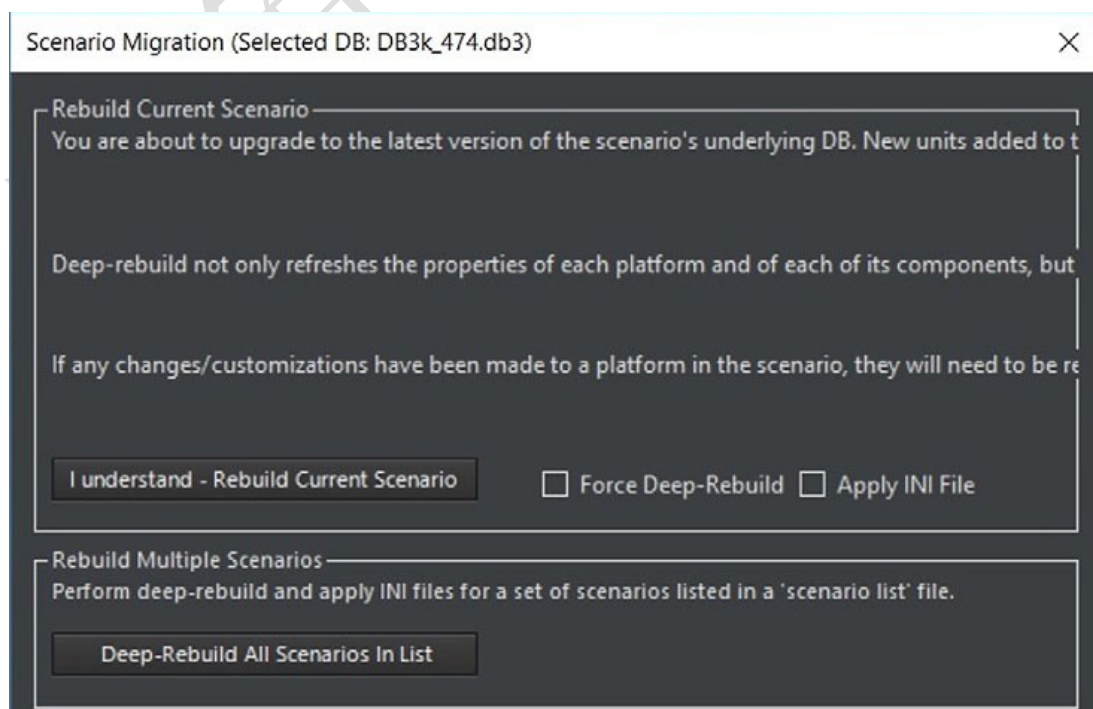 Scenario Migration (Selected DB: DB3k_474.db3)
Rebuild Current Scenario
You are about to upgrade to the latest version of the scenario's underlying DB. New units added to t
Deep-rebuild not only refreshes the properties of each platform and of each of its components, but
If any changes/customizations have been made to a platform in the scenario, they will need to be re
I understand - Rebuild Current Scenario Force Deep-Rebuild Apply INI File
Rebuild Multiple Scenarios
Perform deep-rebuild and apply INI files for a set of scenarios listed in a 'scenario list' file.
Deep-Rebuild All Scenarios In List